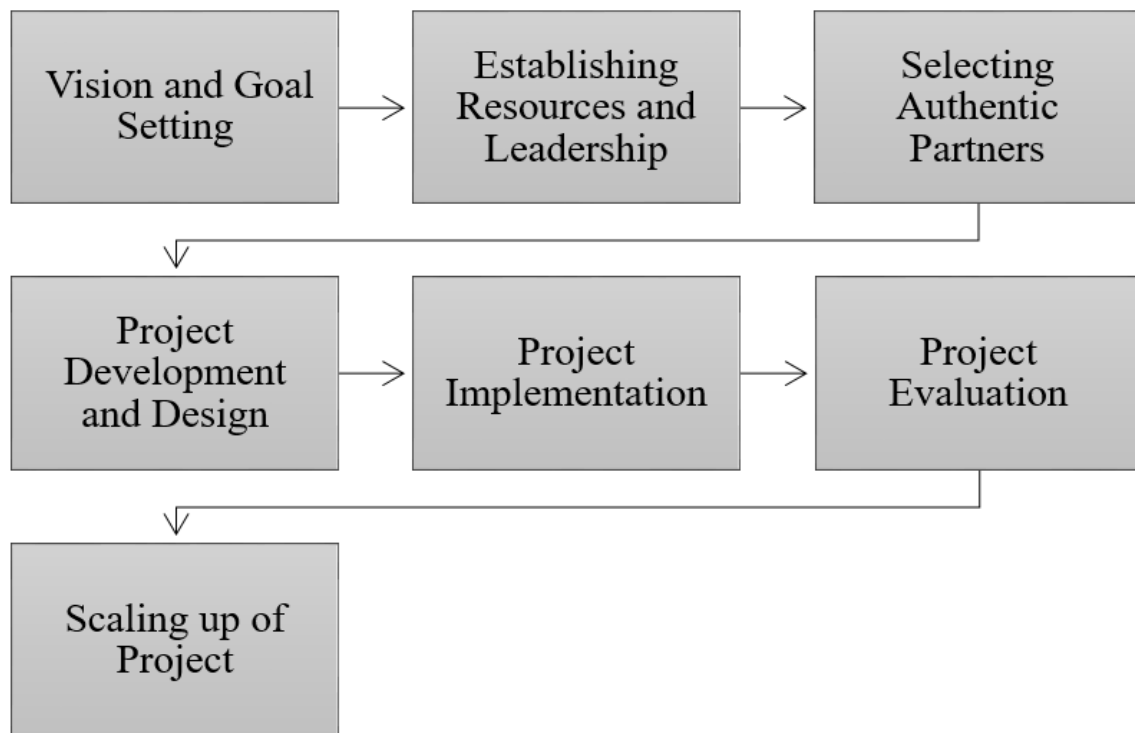 Vision and Goal
Setting
Establishing
Resources and
Leadership
Selecting
Authentic
Partners
Project
Development
and Design
Project
Implementation
Project
Evaluation
Scaling up of
Project